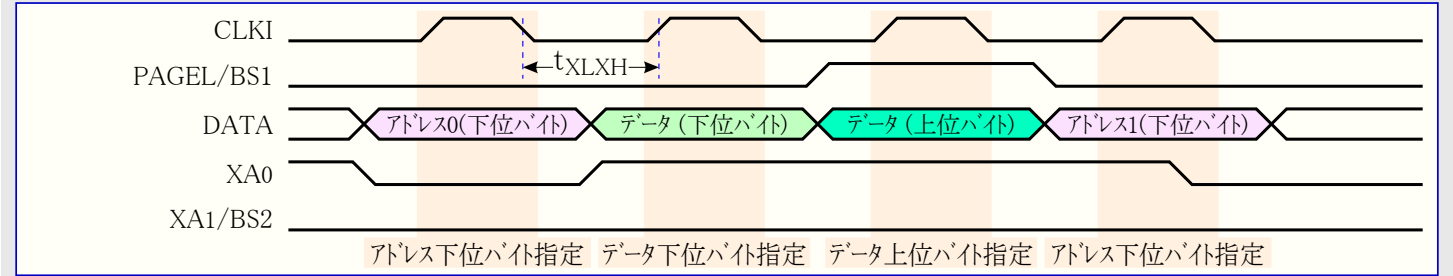 CLKI
tXLXH
PAGEL/BS1
DATA
アドレス0(下位バイト)
データ(下位バイト)
データ(上位バイト)
アドレス1(下位バイト)
XA0
XA1/BS2
アドレス下位バイト指定
データ下位バイト指定
データ上位バイト指定
アドレス下位バイト指定